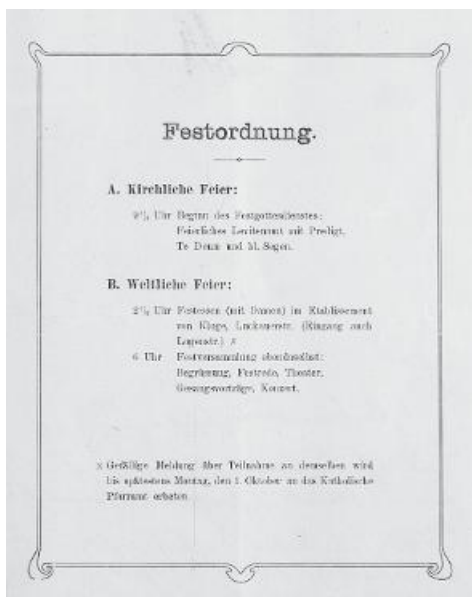 Festordnung.
A. Kirchliche Feier:
9½ Uhr Beginn des Festgottesdienstes:
Feierliches Levitenamt mit Predigt.
Te Deum und hl. Segen.
B. Weltliche Feier:
Uhr Festessen (mit Damen) im Etablissement
von Kluge, Luckauerstr. (Eingang auch
x
6 Uhr Festversammlung ebendaselbst:
Begrüssung, Festrede, Theater,
Gesangsvorträge, Konzert.
x Gefällige Meldung über Teilnahme an demselben wird
bis spätestens Montag, den 1. Oktober an das Katholische
Pfarramt erbeten